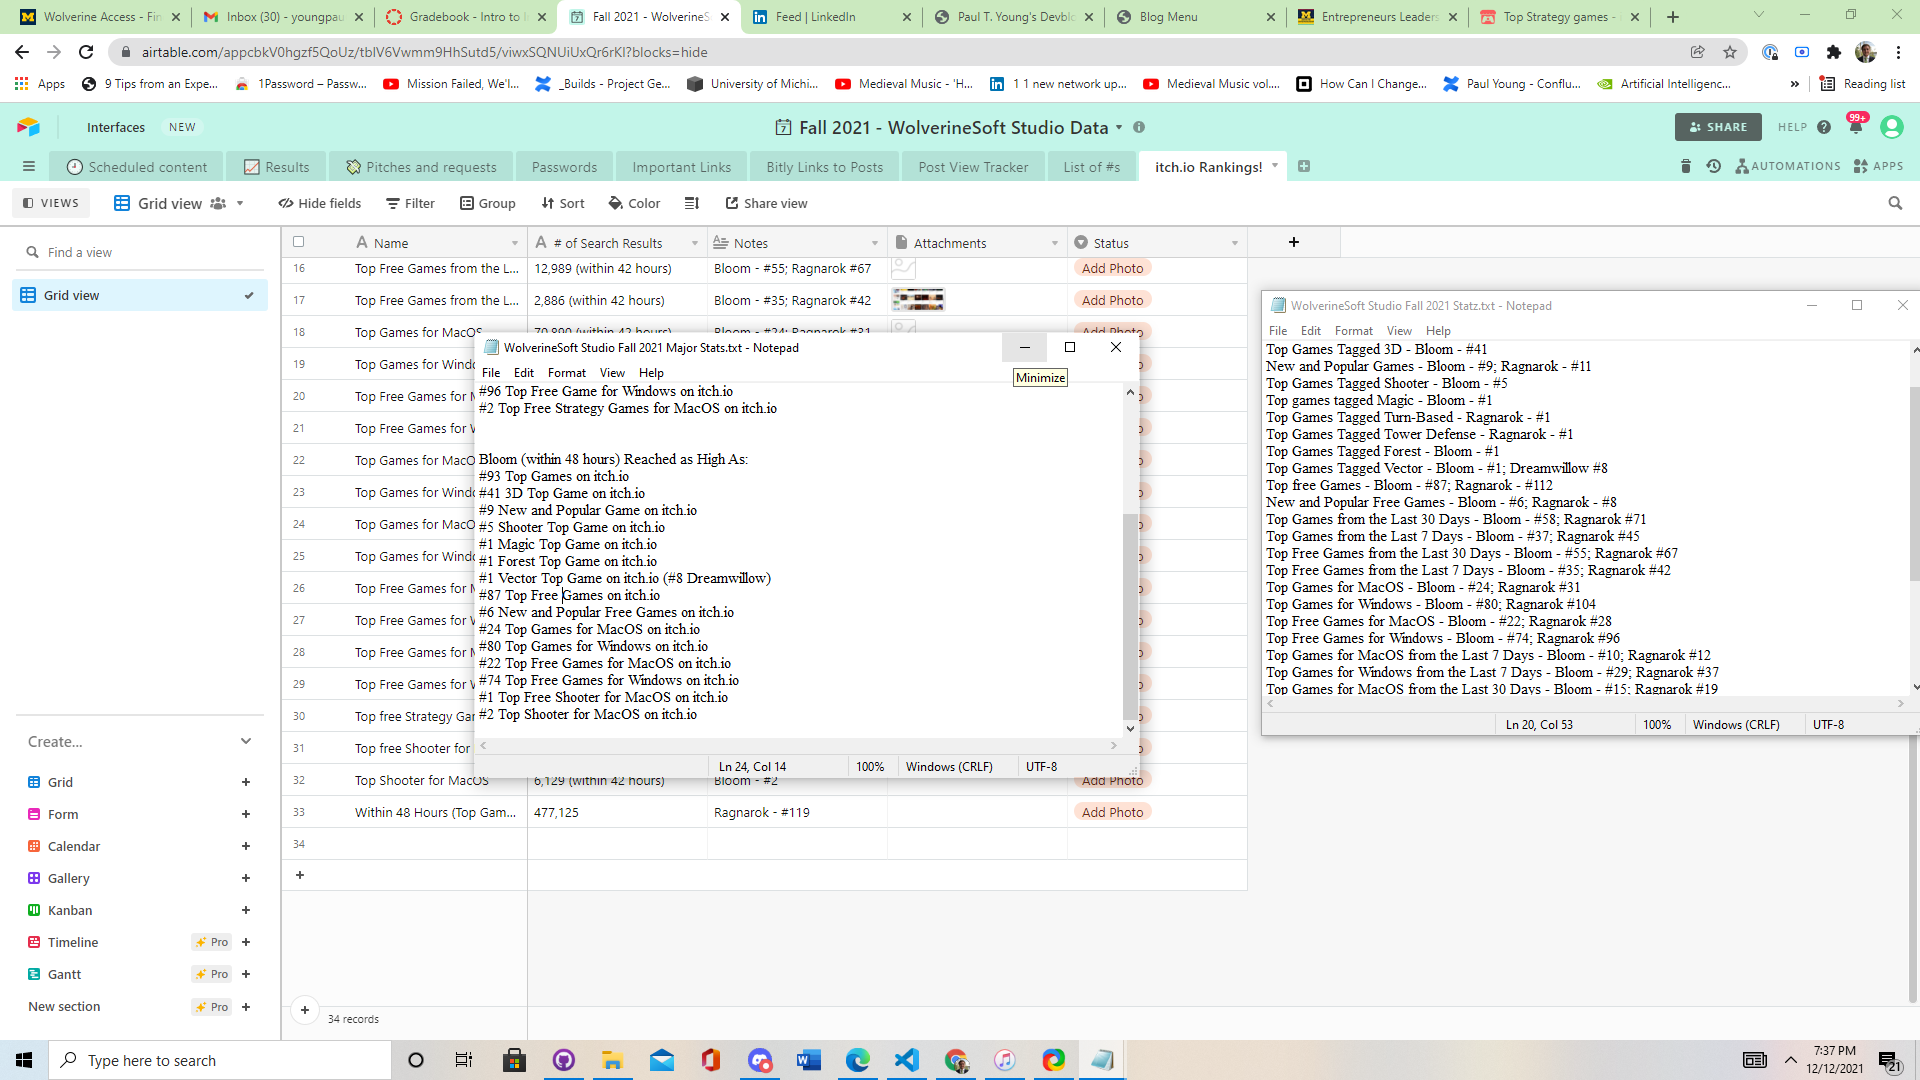 Wolverine Access - Fin
Inbox (30) - youngpau
Gradebook - Intro to I
Fall 2021 - WolverineS
Feed | LinkedIn
Paul T. Young's Devblo
Blog Menu
Entrepreneurs Leaders
Top Strategy games -
airtable.com/appcbkV0hgzf5QoUz/tblV6Vwmm9HhSutd5/viwxSQNUiUxQr6rKl?blocks=hide
Apps
9 Tips from an Expe...
1Password – Passw...
Mission Failed, We'l...
_Builds - Project Ge...
University of Michi...
Medieval Music - 'H...
1 1 new network up...
Medieval Music vol....
How Can I Change...
Paul Young - Conflu...
Artificial Intelligenc...
»
Reading list
Interfaces
NEW
Fall 2021 - WolverineSoft Studio Data
SHARE
HELP
99+
Scheduled content
Results
Pitches and requests
Passwords
Important Links
Bitly Links to Posts
Post View Tracker
List of #s
itch.io Rankings!
AUTOMATIONS
APPS
VIEWS
Grid view
Hide fields
Filter
Group
Sort
Color
Share view
Find a view
Grid view
Create...
Grid
Form
Calendar
Gallery
Kanban
Timeline
Pro
Gantt
Pro
New section
Pro
Name
# of Search Results
Notes
Attachments
Status
16 Top Free Games from the L... 12,989 (within 42 hours) Bloom - #55; Ragnarok #67 Add Photo
17 Top Free Games from the L... 2,886 (within 42 hours) Bloom - #35; Ragnarok #42 Add Photo
18 Top Games for MacOS 70,890 (within 42 hours) Bloom - #24; Ragnarok #31 Add Photo
19 Top Games for Windo
20 Top Free Games for M
21 Top Free Games for W
22 Top Games for MacO
23 Top Games for Windo
24 Top Games for MacO
25 Top Games for Windo
26 Top Free Games for M
27 Top Free Games for W
28 Top Free Games for M
29 Top Free Games for W
30 Top free Strategy Gar
31 Top free Shooter for
32 Top Shooter for MacOS 6,129 (within 42 hours) Bloom - #2 Add Photo
33 Within 48 Hours (Top Gam... 477,125 Ragnarok - #119 Add Photo
34
34 records
WolverineSoft Studio Fall 2021 Major Stats.txt - Notepad
Minimize
File Edit Format View Help
#96 Top Free Game for Windows on itch.io
#2 Top Free Strategy Games for MacOS on itch.io
Bloom (within 48 hours) Reached as High As:
#93 Top Games on itch.io
#41 3D Top Game on itch.io
#9 New and Popular Game on itch.io
#5 Shooter Top Game on itch.io
#1 Magic Top Game on itch.io
#1 Forest Top Game on itch.io
#1 Vector Top Game on itch.io (#8 Dreamwillow)
#87 Top Free Games on itch.io
#6 New and Popular Free Games on itch.io
#24 Top Games for MacOS on itch.io
#80 Top Games for Windows on itch.io
#22 Top Free Games for MacOS on itch.io
#74 Top Free Games for Windows on itch.io
#1 Top Free Shooter for MacOS on itch.io
#2 Top Shooter for MacOS on itch.io
Ln 24, Col 14
100%
Windows (CRLF)
UTF-8
WolverineSoft Studio Fall 2021 Statz.txt - Notepad
File Edit Format View Help
Top Games Tagged 3D - Bloom - #41
New and Popular Games - Bloom - #9; Ragnarok - #11
Top Games Tagged Shooter - Bloom - #5
Top games tagged Magic - Bloom - #1
Top Games Tagged Turn-Based - Ragnarok - #1
Top Games Tagged Tower Defense - Ragnarok - #1
Top Games Tagged Forest - Bloom - #1
Top Games Tagged Vector - Bloom - #1; Dreamwillow #8
Top free Games - Bloom - #87; Ragnarok - #112
New and Popular Free Games - Bloom - #6; Ragnarok - #8
Top Games from the Last 30 Days - Bloom - #58; Ragnarok #71
Top Games from the Last 7 Days - Bloom - #37; Ragnarok #45
Top Free Games from the Last 30 Days - Bloom - #55; Ragnarok #67
Top Free Games from the Last 7 Days - Bloom - #35; Ragnarok #42
Top Games for MacOS - Bloom - #24; Ragnarok #31
Top Games for Windows - Bloom - #80; Ragnarok #104
Top Free Games for MacOS - Bloom - #22; Ragnarok #28
Top Free Games for Windows - Bloom - #74; Ragnarok #96
Top Games for MacOS from the Last 7 Days - Bloom - #10; Ragnarok #12
Top Games for Windows from the Last 7 Days - Bloom - #29; Ragnarok #37
Top Games for MacOS from the Last 30 Days - Bloom - #15; Ragnarok #19
Ln 20, Col 53
100%
Windows (CRLF)
UTF-8
Type here to search
7:37 PM
12/12/2021
21